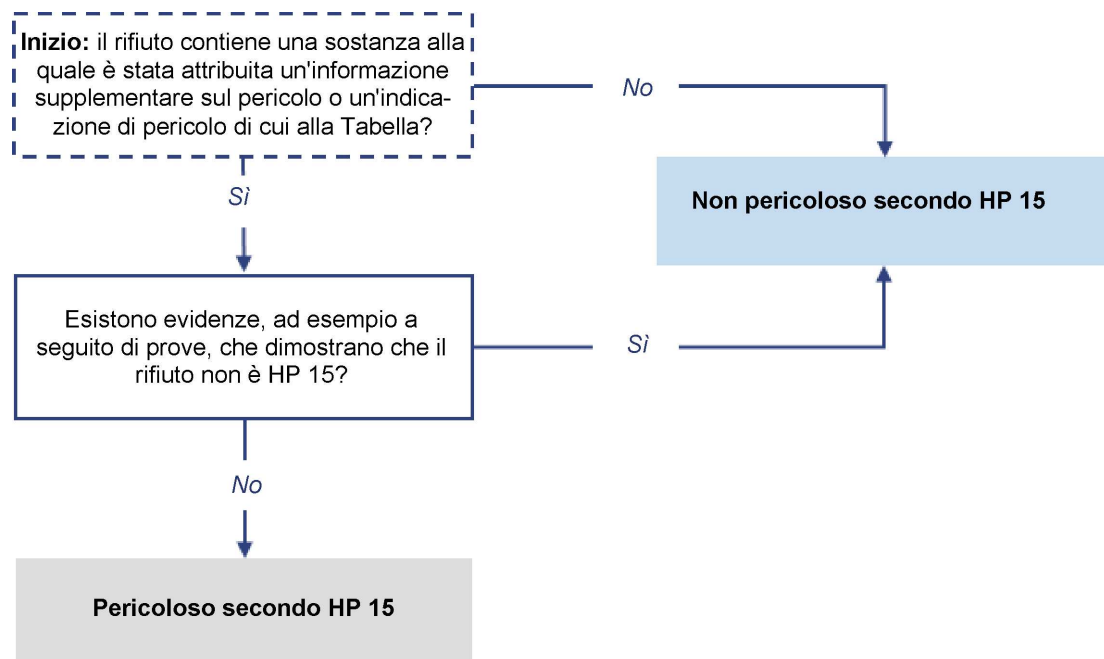 Inizio: il rifiuto contiene una sostanza alla
quale è stata attribuita un'informazione
supplementare sul pericolo o un'indica-
zione di pericolo di cui alla Tabella?
No
Sì
Non pericoloso secondo HP 15
Esistono evidenze, ad esempio a
seguito di prove, che dimostrano che il
rifiuto non è HP 15?
Sì
No
Pericoloso secondo HP 15